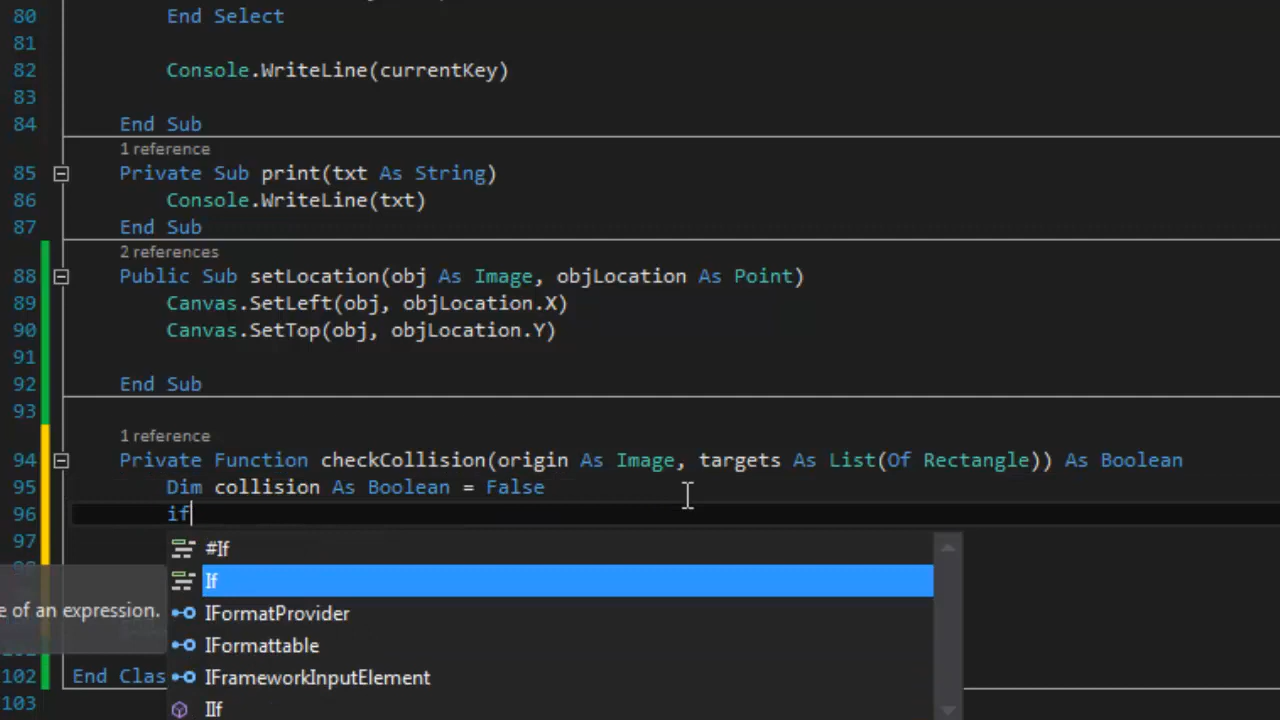 80 End Select
81
82 Console.WriteLine(currentKey)
83
84 End Sub
1 reference
85 Private Sub print(txt As String)
86 Console.WriteLine(txt)
87 End Sub
2 references
88 Public Sub setLocation(obj As Image, objLocation As Point)
89 Canvas.SetLeft(obj, objLocation.X)
90 Canvas.SetTop(obj, objLocation.Y)
91
92 End Sub
93
1 reference
94 Private Function checkCollision(origin As Image, targets As List(Of Rectangle)) As Boolean
95 Dim collision As Boolean = False
96 if
97
#If
If
e of an expression.
IFormatProvider
IFormattable
IFrameworkInputElement
102 End Clas
IIf
103